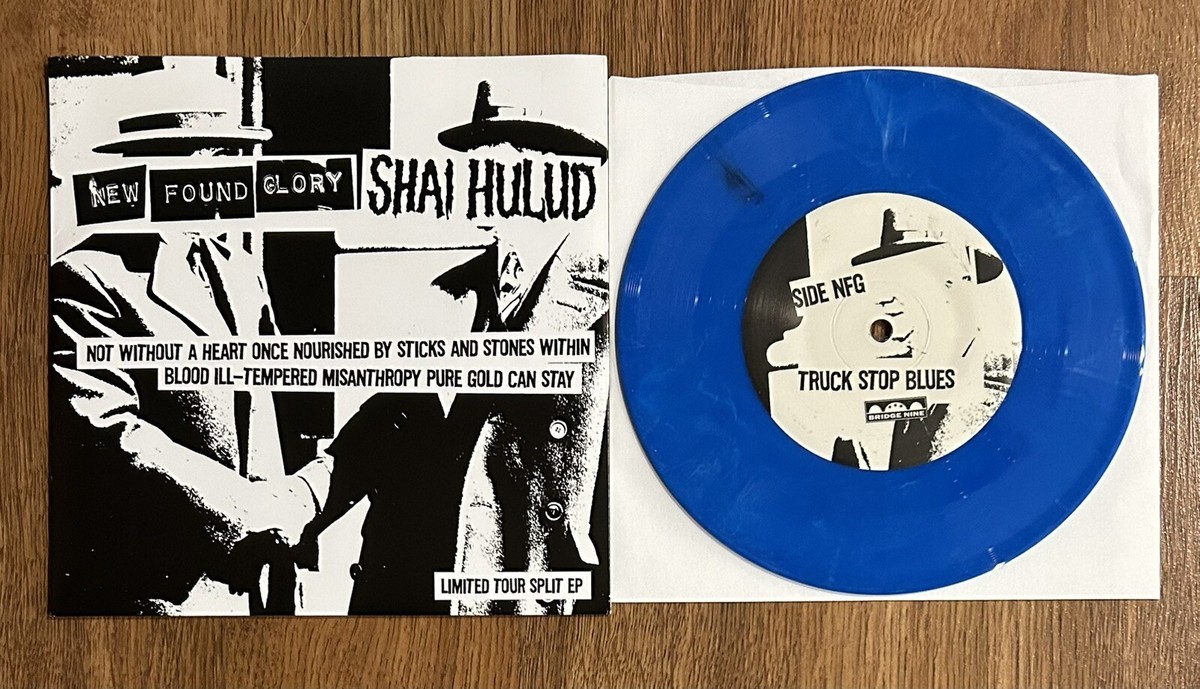 NEW FOUND GLORY SHAI HULUD
NOT WITHOUT A HEART ONCE NOURISHED BY STICKS AND STONES WITHIN
BLOOD ILL-TEMPERED MISANTHROPY PURE GOLD CAN STAY
LIMITED TOUR SPLIT EP
SIDE NFG
TRUCK STOP BLUES
BRIDGE NINE